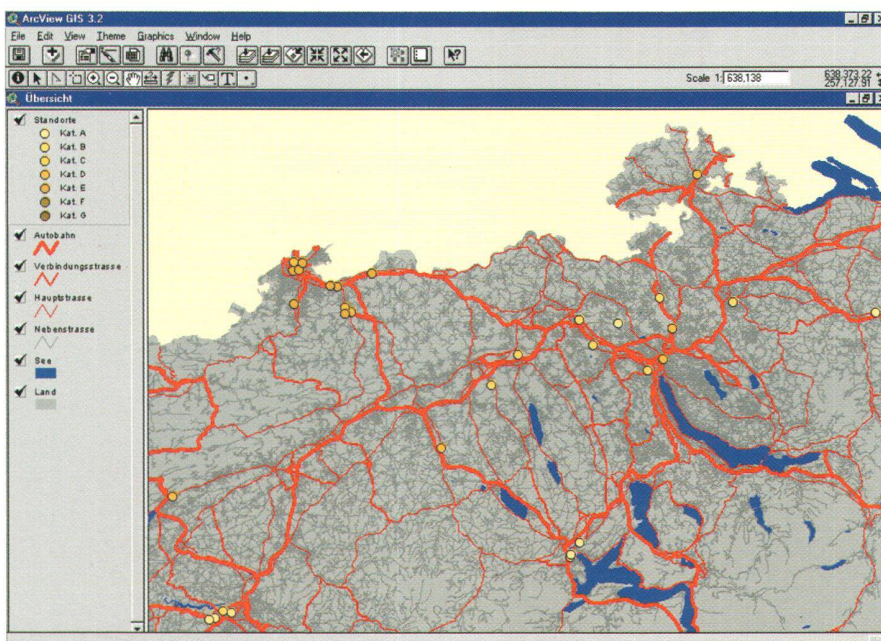 ArcView GIS 3.2
File Edit View Theme Graphics Window Help
Scale 1: 638,138
638,373.22
257,127.91
Übersicht
Standorte
Kat. A
Kat. B
Kat. C
Kat. D
Kat. E
Kat. F
Kat. G
Autobahn
Verbindungsstrasse
Hauptstrasse
Nebenstrasse
See
Land